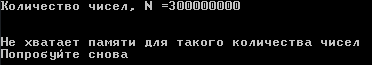 Количество чисел, N =300000000
Не хватает памяти для такого количества чисел
Попробуйте снова